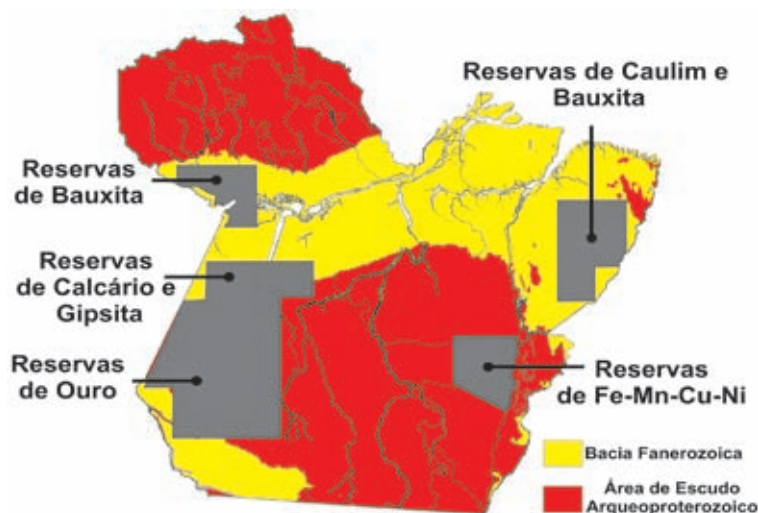 Reservas de Caulim e
Bauxita
Reservas
de Bauxita
Reservas
de Calcário e
Gipsita
Reservas
de Ouro
Reservas
de Fe-Mn-Cu-Ni
Bacia Fanerozoica
Área de Escudo
Arqueoproterozoico